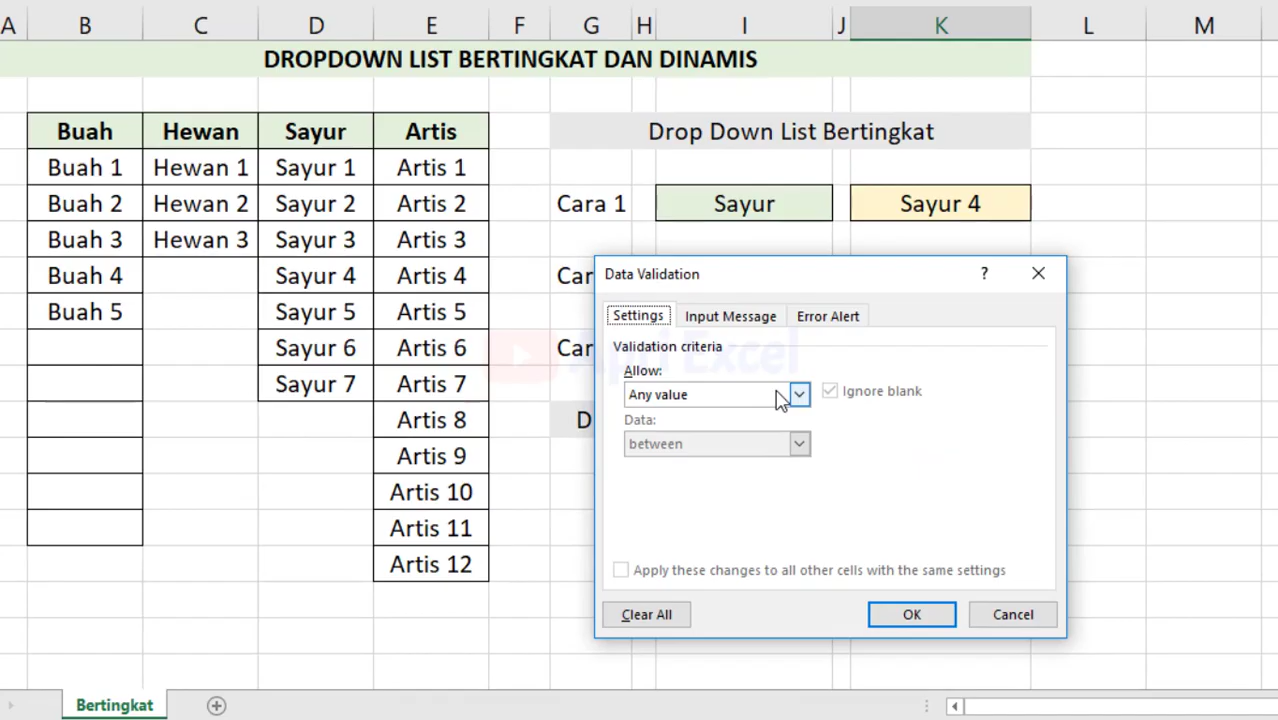 A B C D E F G H I J K L M
DROPDOWN LIST BERTINGKAT DAN DINAMIS
Buah Hewan Sayur Artis Drop Down List Bertingkat
Buah 1 Hewan 1 Sayur 1 Artis 1
Buah 2 Hewan 2 Sayur 2 Artis 2 Cara 1 Sayur Sayur 4
Buah 3 Hewan 3 Sayur 3 Artis 3
Buah 4 Sayur 4 Artis 4 Car
Buah 5 Sayur 5 Artis 5
Sayur 6 Artis 6 Car
Sayur 7 Artis 7
Artis 8 D
Artis 9
Artis 10
Artis 11
Artis 12
Data Validation ?
Settings Input Message Error Alert
Validation criteria
Apri Excel
Allow:
Any value Ignore blank
Data:
between
Apply these changes to all other cells with the same settings
Clear All OK Cancel
Bertingkat